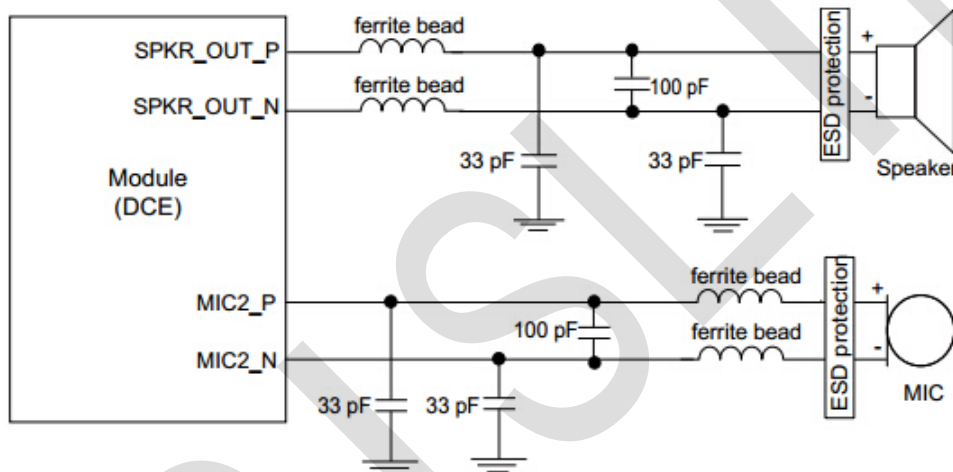 ferrite bead
SPKR_OUT_P
ferrite bead
100 pF
SPKR_OUT_N
33 pF
33 pF
ESD protection
+
-
Speaker
Module
(DCE)
ferrite bead
MIC2_P
100 pF
ferrite bead
MIC2_N
33 pF
33 pF
ESD protection
+
-
MIC